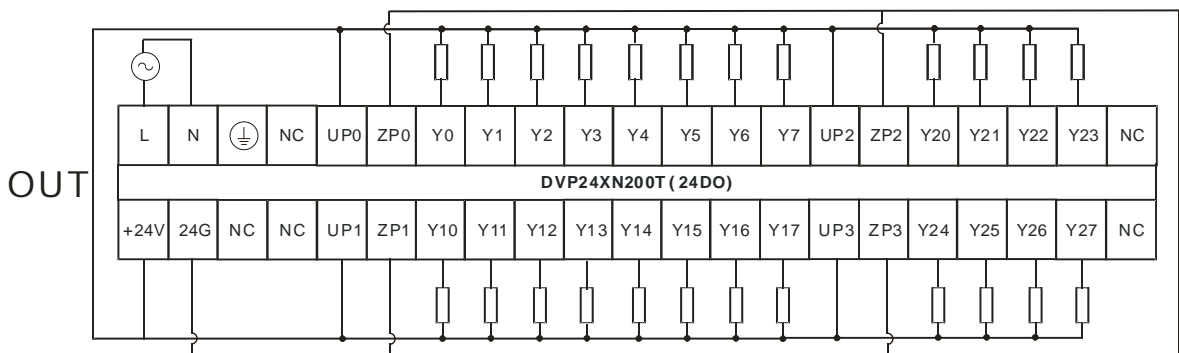 L N NC UP0 ZP0 Y0 Y1 Y2 Y3 Y4 Y5 Y6 Y7 UP2 ZP2 Y20 Y21 Y22 Y23 NC
OUT
DVP24XN200T ( 24DO)
+24V 24G NC NC UP1 ZP1 Y10 Y11 Y12 Y13 Y14 Y15 Y16 Y17 UP3 ZP3 Y24 Y25 Y26 Y27 NC